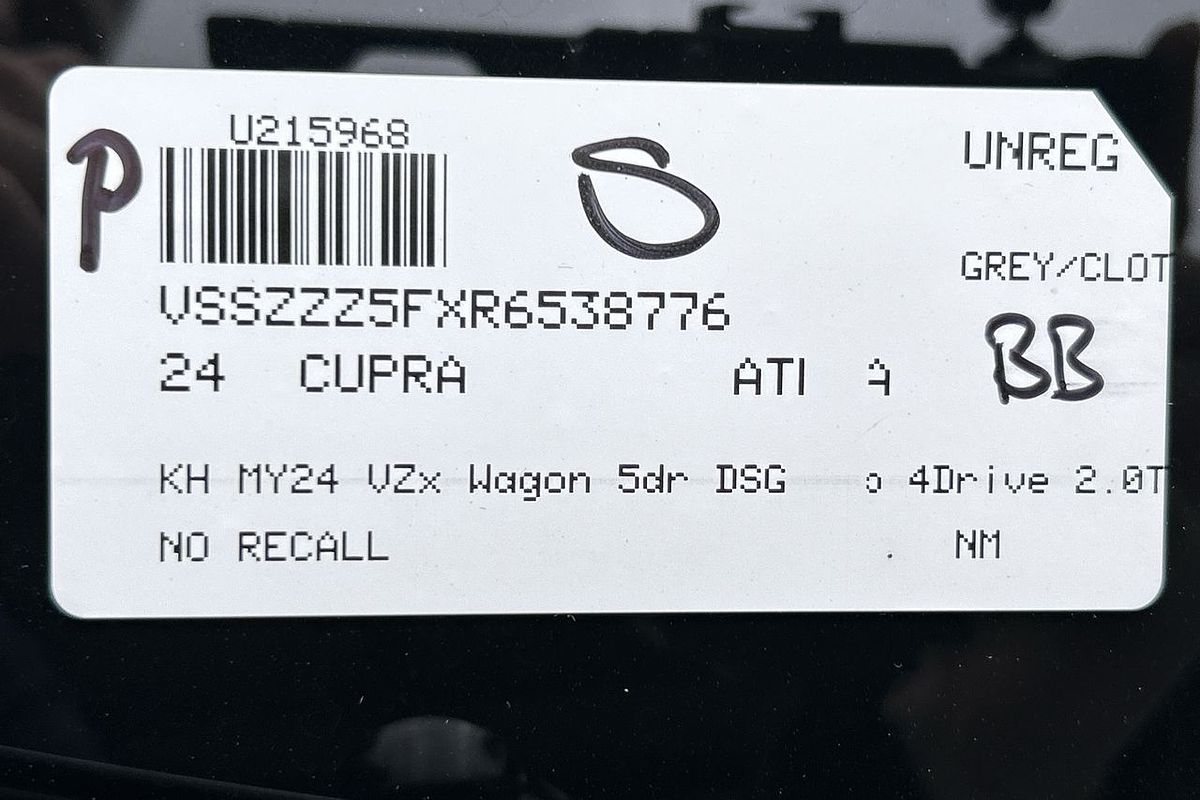 U215968
P
S
UNREG
GREY/CLOT
VSSZZZ5FXR6538776
24 CUPRA ATI
BB
KH MY24 VZx Wagon 5dr DSG o 4Drive 2.0T
NO RECALL NM